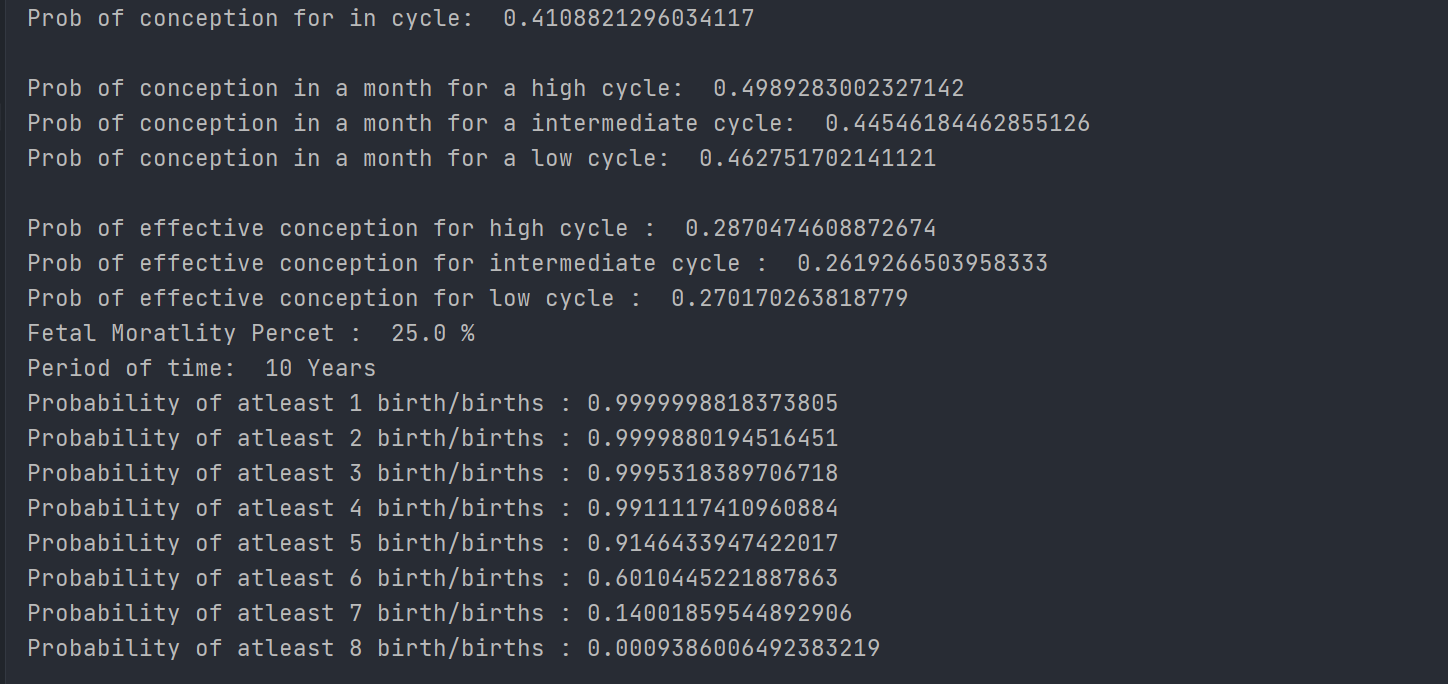 Prob of conception for in cycle:  0.4108821296034117
Prob of conception in a month for a high cycle:  0.4989283002327142
Prob of conception in a month for a intermediate cycle:  0.44546184462855126
Prob of conception in a month for a low cycle:  0.462751702141121
Prob of effective conception for high cycle :  0.2870474608872674
Prob of effective conception for intermediate cycle :  0.2619266503958333
Prob of effective conception for low cycle :  0.270170263818779
Fetal Moratlity Percet :  25.0 %
Period of time:  10 Years
Probability of atleast 1 birth/births : 0.9999998818373805
Probability of atleast 2 birth/births : 0.9999880194516451
Probability of atleast 3 birth/births : 0.9995318389706718
Probability of atleast 4 birth/births : 0.9911117410960884
Probability of atleast 5 birth/births : 0.9146433947422017
Probability of atleast 6 birth/births : 0.6010445221887863
Probability of atleast 7 birth/births : 0.14001859544892906
Probability of atleast 8 birth/births : 0.0009386006492383219